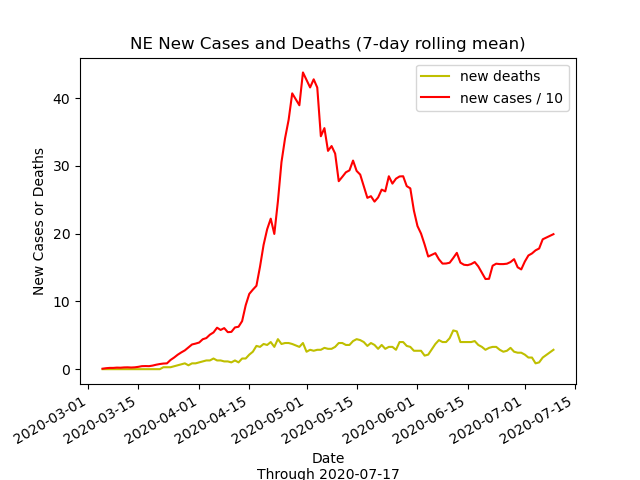 NE New Cases and Deaths (7-day rolling mean)
new deaths
new cases / 10
New Cases or Deaths
40
30
20
10
0
2020-03-01
2020-03-15
2020-04-01
2020-04-15
2020-05-01
2020-05-15
2020-06-01
2020-06-15
2020-07-01
2020-07-15
Date
Through 2020-07-17